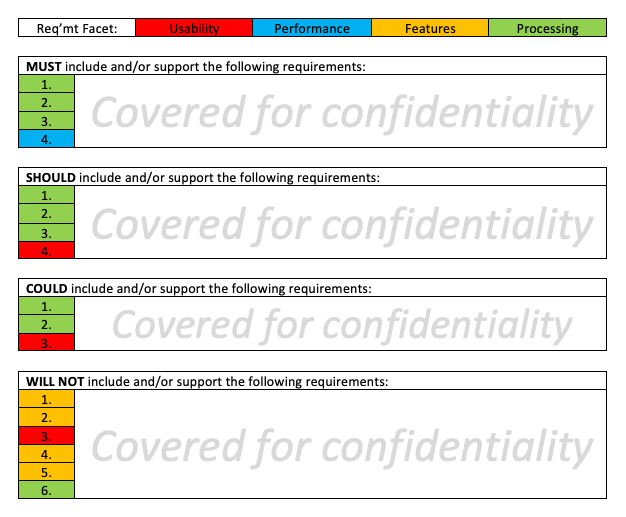 Req'mt Facet: Usability Performance Features Processing
MUST include and/or support the following requirements:
1.
2.
3.
4.
Covered for confidentiality
SHOULD include and/or support the following requirements:
1.
2.
3.
4.
Covered for confidentiality
COULD include and/or support the following requirements:
1.
2.
3.
Covered for confidentiality
WILL NOT include and/or support the following requirements:
1.
2.
3.
4.
5.
6.
Covered for confidentiality